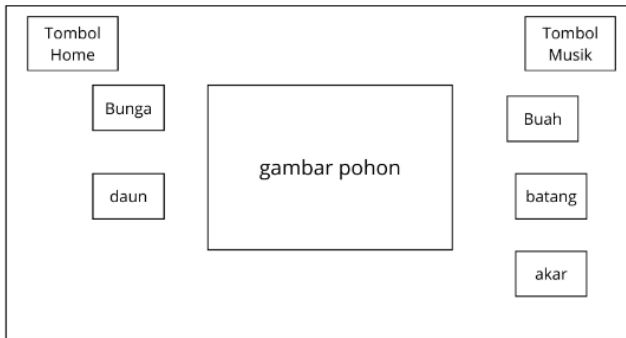 Tombol
Home
Tombol
Musik
Bunga
Buah
gambar pohon
daun
batang
akar